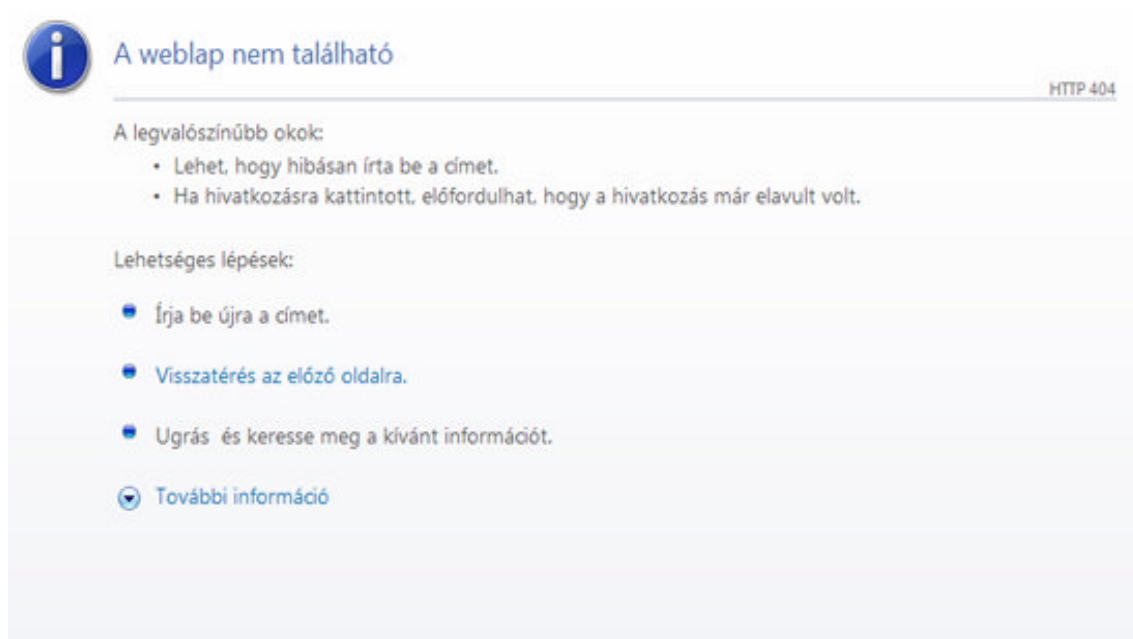 A weblap nem található
HTTP 404
A legvalószínűbb okok:
• Lehet, hogy hibásan írta be a címet.
• Ha hivatkozásra kattintott, előfordulhat, hogy a hivatkozás már elavult volt.
Lehetséges lépések:
Írja be újra a címet.
Visszatérés az előző oldalra.
Ugrás  és keresse meg a kívánt információt.
További információ